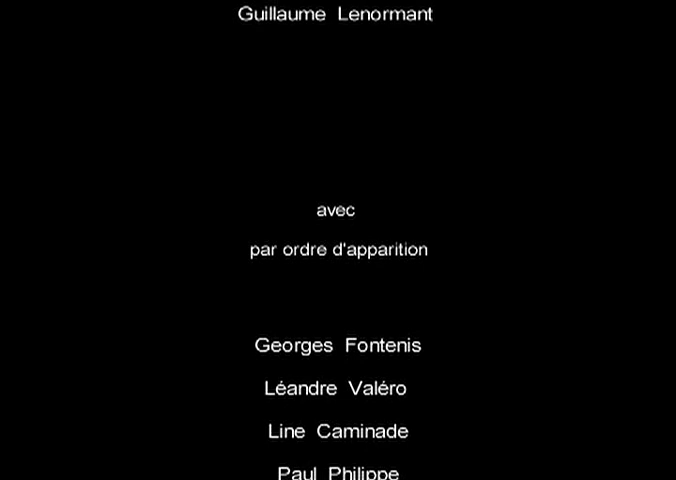 Guillaume Lenormant
avec
par ordre d'apparition
Georges Fontenis
Léandre Valéro
Line Caminade
Paul Philippe